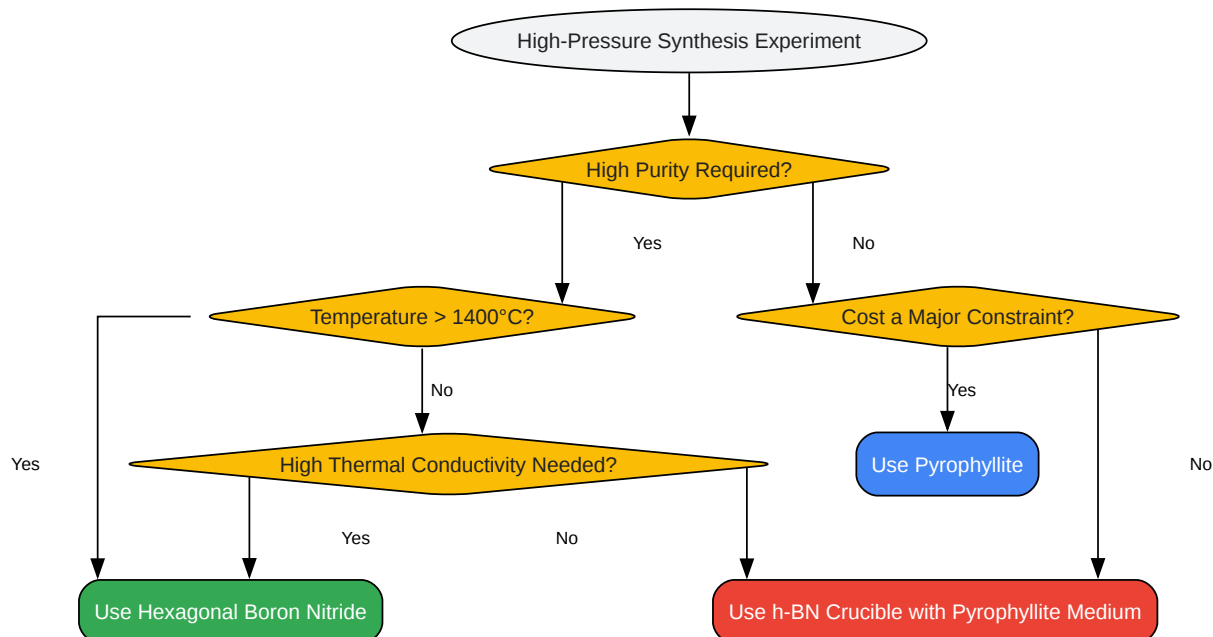 High-Pressure Synthesis Experiment
High Purity Required?
Yes
No
Temperature > 1400°C?
Cost a Major Constraint?
No
Yes
Yes
High Thermal Conductivity Needed?
Use Pyrophyllite
No
Yes
No
Use Hexagonal Boron Nitride
Use h-BN Crucible with Pyrophyllite Medium